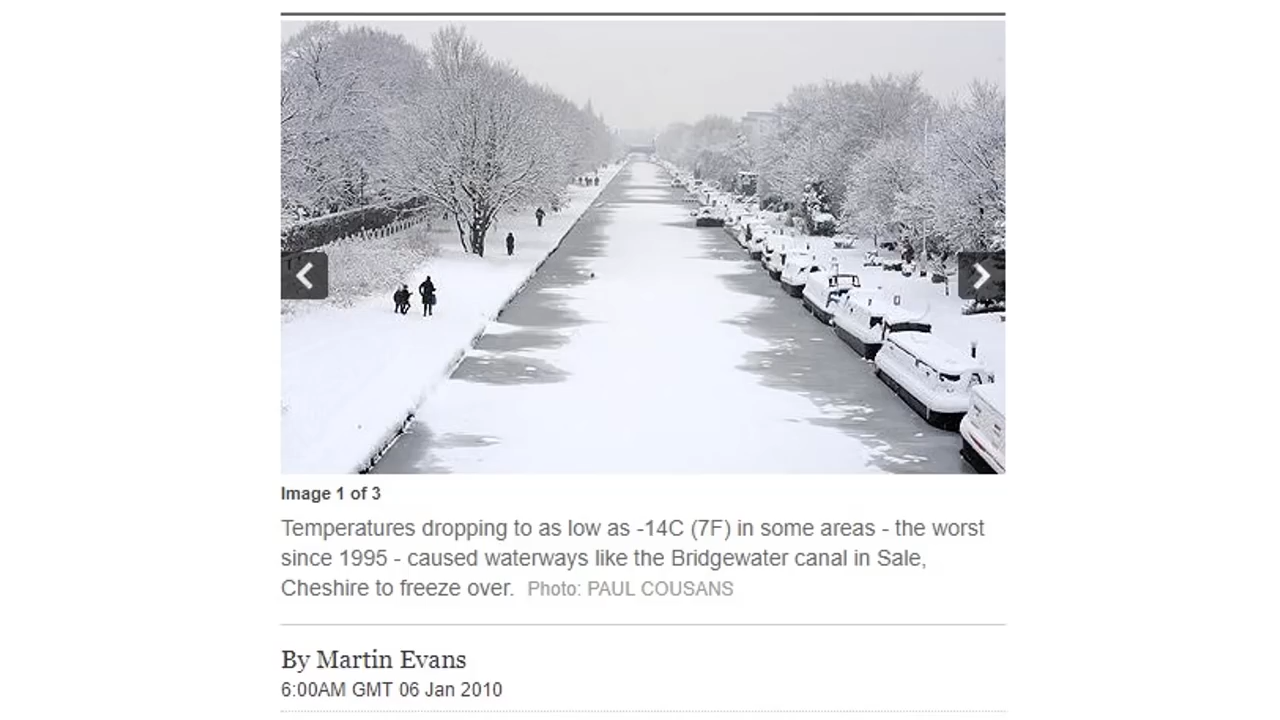 Image 1 of 3
Temperatures dropping to as low as -14C (7F) in some areas - the worst
since 1995 - caused waterways like the Bridgewater canal in Sale,
Cheshire to freeze over. Photo: PAUL COUSANS
By Martin Evans
6:00AM GMT 06 Jan 2010